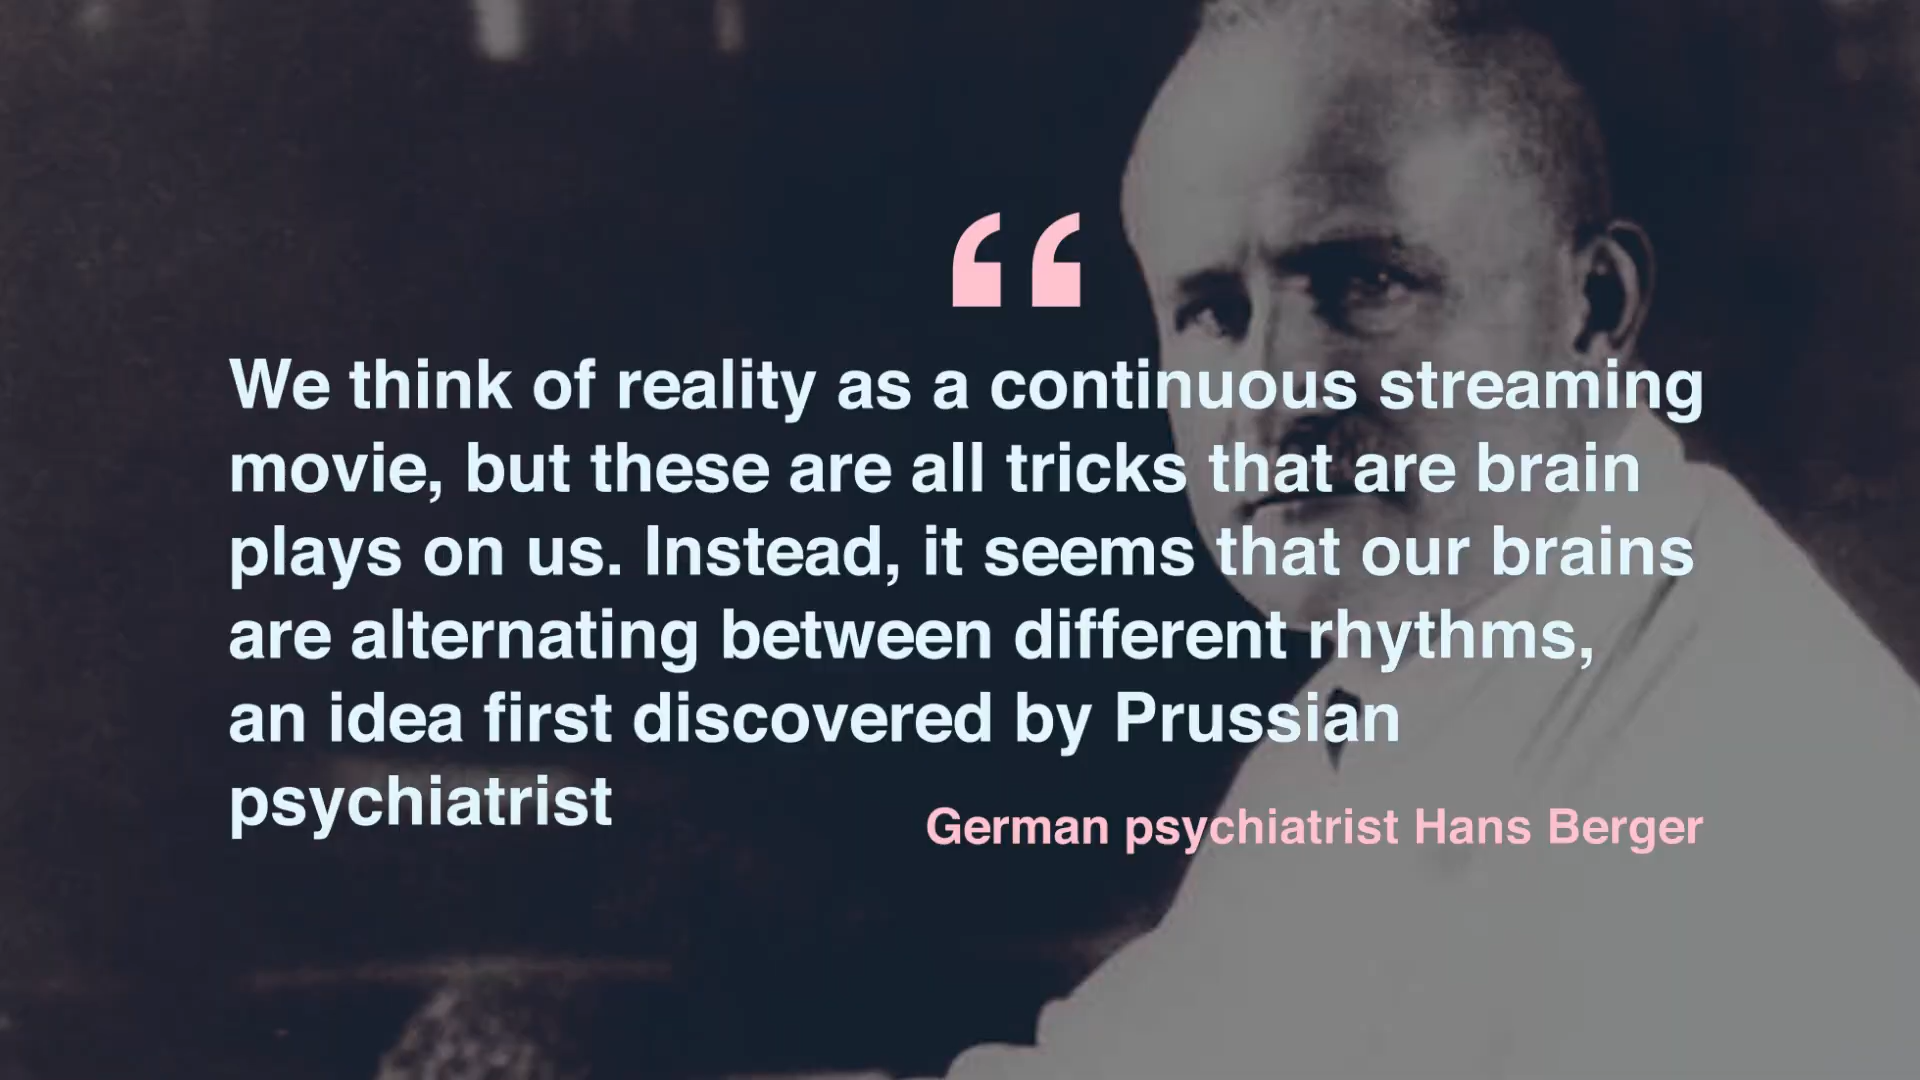 “
We think of reality as a continuous streaming
movie, but these are all tricks that are brain
plays on us. Instead, it seems that our brains
are alternating between different rhythms,
an idea first discovered by Prussian
psychiatrist
German psychiatrist Hans Berger